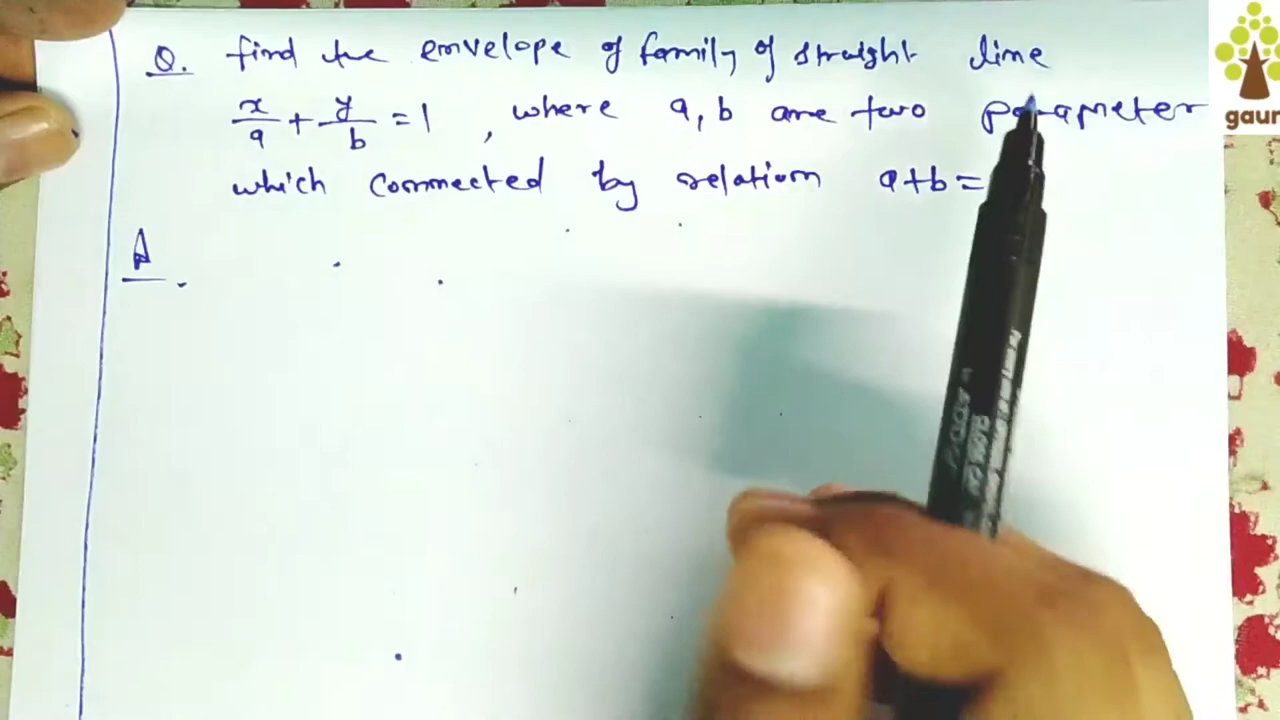 Q. find the envelope of family of straight line
x/a + y/b = 1, where a, b are two parameter
which connected by relation a+b=
A.
gaur